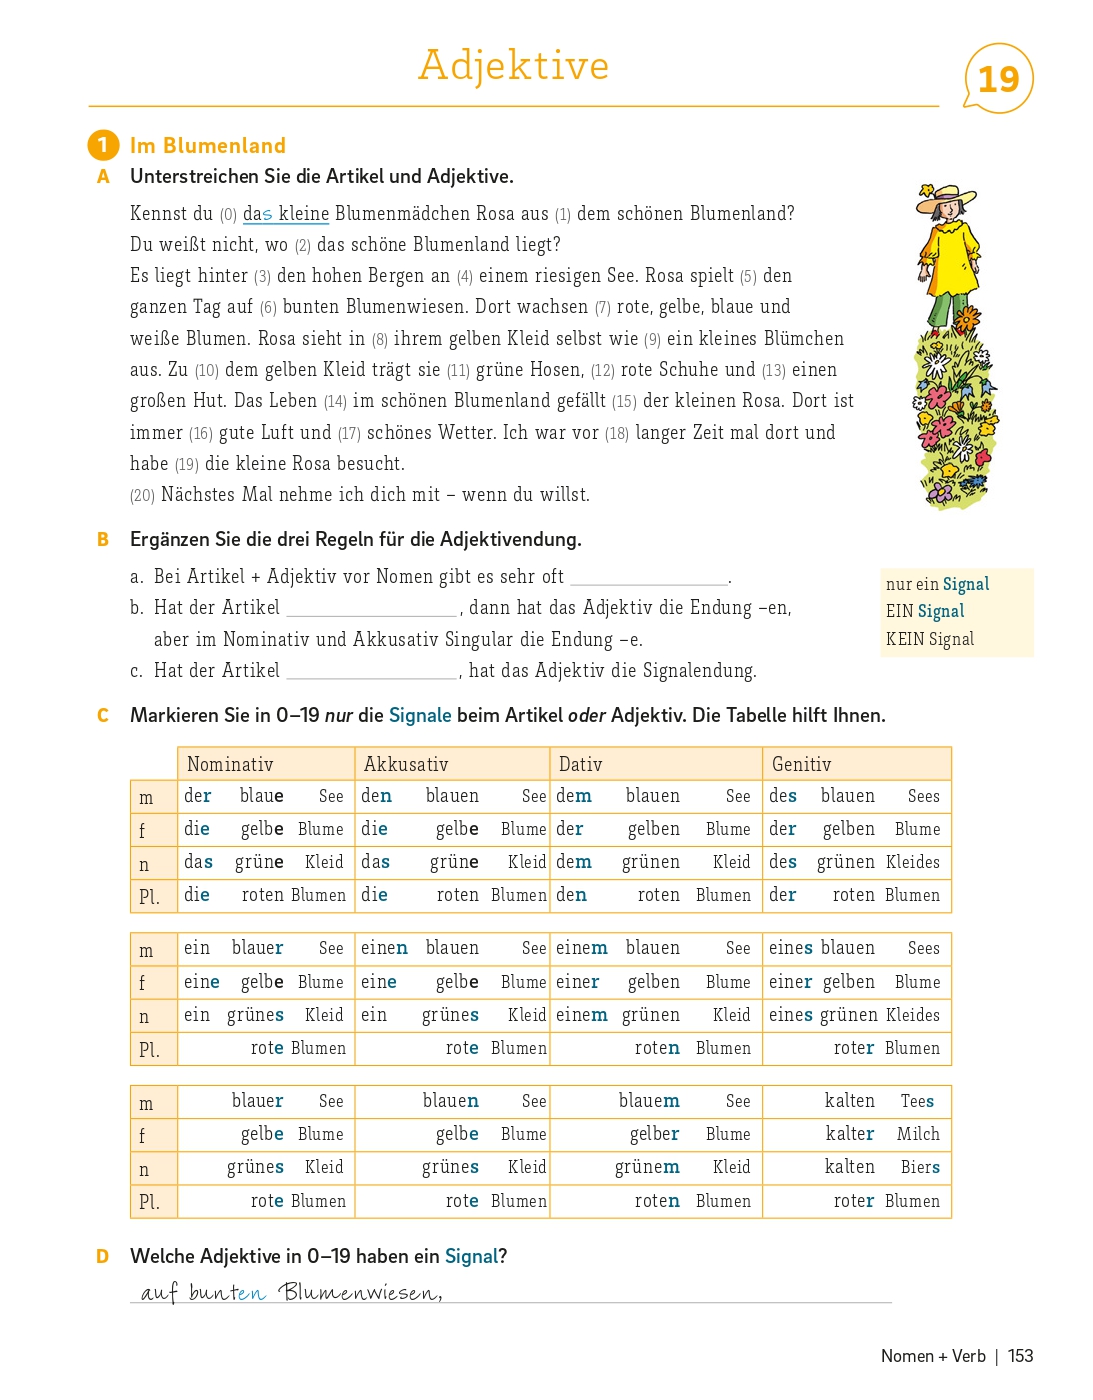 Adjektive
19
1 Im Blumenland
A Unterstreichen Sie die Artikel und Adjektive.
Kennst du (0) das kleine Blumenmädchen Rosa aus (1) dem schönen Blumenland?
Du weißt nicht, wo (2) das schöne Blumenland liegt?
Es liegt hinter (3) den hohen Bergen an (4) einem riesigen See. Rosa spielt (5) den
ganzen Tag auf (6) bunten Blumenwiesen. Dort wachsen (7) rote, gelbe, blaue und
weiße Blumen. Rosa sieht in (8) ihrem gelben Kleid selbst wie (9) ein kleines Blümchen
aus. Zu (10) dem gelben Kleid trägt sie (11) grüne Hosen, (12) rote Schuhe und (13) einen
großen Hut. Das Leben (14) im schönen Blumenland gefällt (15) der kleinen Rosa. Dort ist
immer (16) gute Luft und (17) schönes Wetter. Ich war vor (18) langer Zeit mal dort und
habe (19) die kleine Rosa besucht.
(20) Nächstes Mal nehme ich dich mit – wenn du willst.
B Ergänzen Sie die drei Regeln für die Adjektivendung.
a. Bei Artikel + Adjektiv vor Nomen gibt es sehr oft ________________.
b. Hat der Artikel _________________, dann hat das Adjektiv die Endung –en,
aber im Nominativ und Akkusativ Singular die Endung –e.
c. Hat der Artikel _________________, hat das Adjektiv die Signalendung.
nur ein Signal
EIN Signal
KEIN Signal
C Markieren Sie in 0–19 nur die Signale beim Artikel oder Adjektiv. Die Tabelle hilft Ihnen.
Nominativ Akkusativ Dativ Genitiv
m der blaue See den blauen See dem blauen See des blauen Sees
f die gelbe Blume die gelbe Blume der gelben Blume der gelben Blume
n das grüne Kleid das grüne Kleid dem grünen Kleid des grünen Kleides
Pl. die roten Blumen die roten Blumen den roten Blumen der roten Blumen
m ein blauer See einen blauen See einem blauen See eines blauen Sees
f eine gelbe Blume eine gelbe Blume einer gelben Blume einer gelben Blume
n ein grünes Kleid ein grünes Kleid einem grünen Kleid eines grünen Kleides
Pl. rote Blumen rote Blumen roten Blumen roter Blumen
m blauer See blauen See blauem See kalten Tees
f gelbe Blume gelbe Blume gelber Blume kalter Milch
n grünes Kleid grünes Kleid grünem Kleid kalten Biers
Pl. rote Blumen rote Blumen roten Blumen roter Blumen
D Welche Adjektive in 0–19 haben ein Signal?
auf bunten Blumenwiesen,
Nomen + Verb | 153